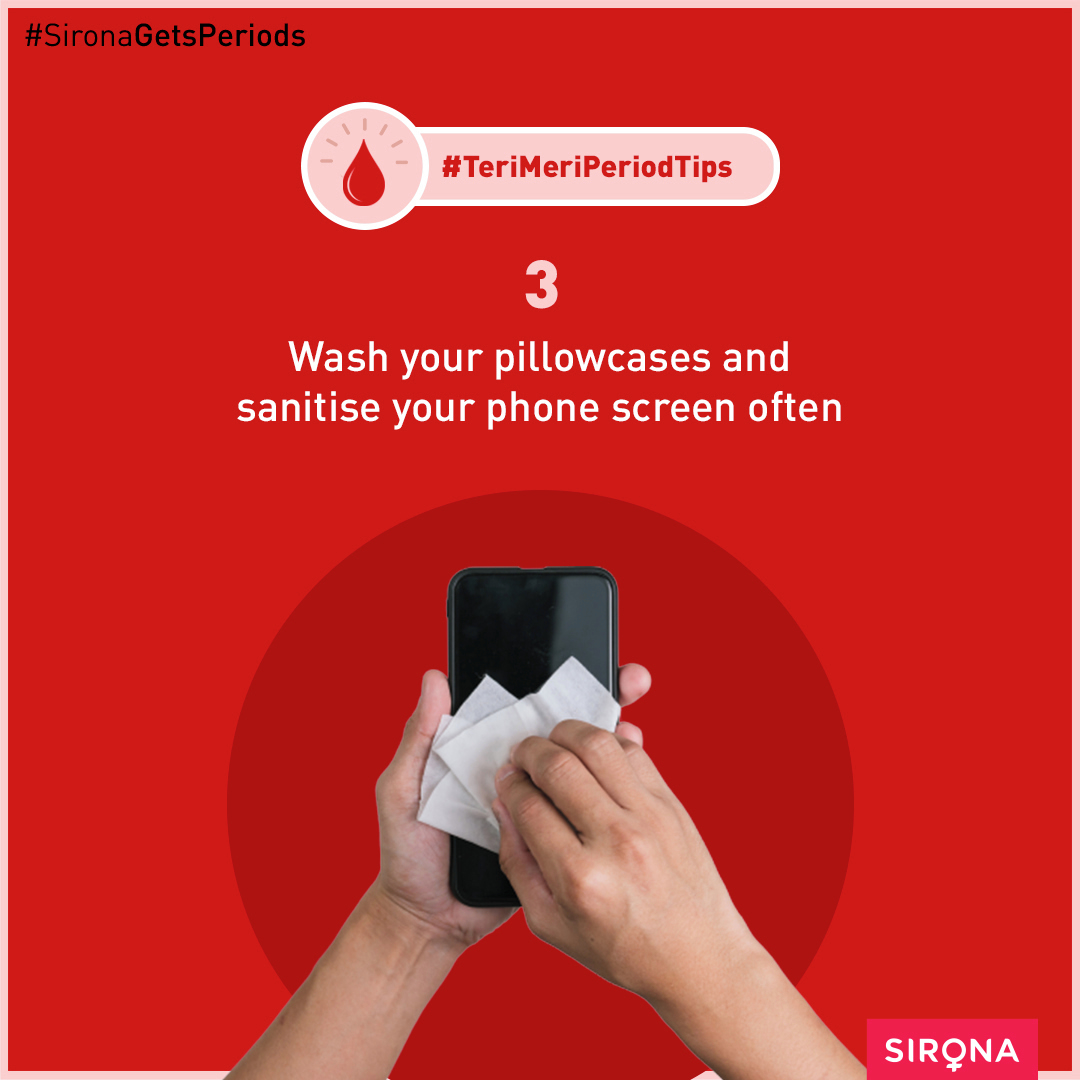 #SironaGetsPeriods
#TeriMeriPeriodTips
3
Wash your pillowcases and
sanitise your phone screen often
SIRONA